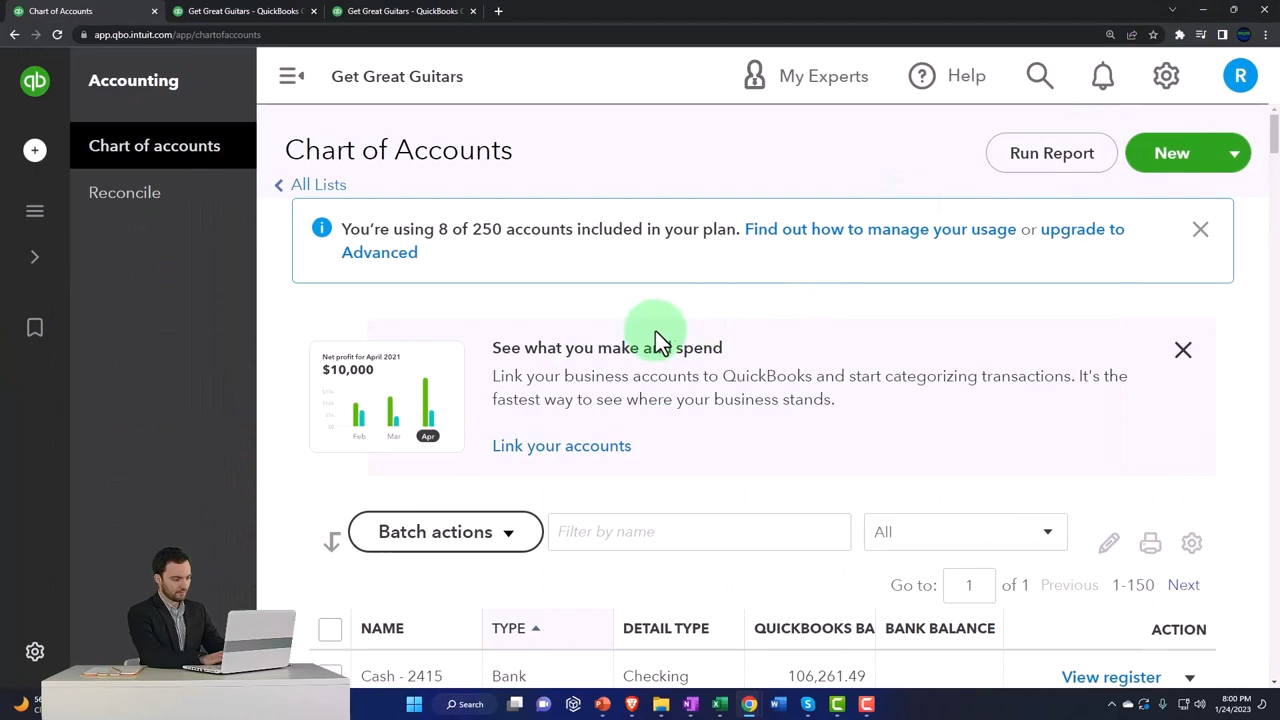 Chart of Accounts
Get Great Guitars - QuickBooks O
Get Great Guitars - QuickBooks O
app.qbo.intuit.com/app/chartofaccounts
qb
Accounting
Get Great Guitars
My Experts
Help
R
Chart of accounts
Reconcile
Chart of Accounts
Run Report
New
All Lists
You're using 8 of 250 accounts included in your plan. Find out how to manage your usage or upgrade to
Advanced
See what you make and spend
Link your business accounts to QuickBooks and start categorizing transactions. It's the
fastest way to see where your business stands.
Link your accounts
Net profit for April 2021
$10,000
Feb Mar Apr
Batch actions
Filter by name
All
Go to: 1 of 1 Previous 1-150 Next
NAME TYPE DETAIL TYPE QUICKBOOKS BA BANK BALANCE ACTION
Cash - 2415 Bank Checking 106,261.49 View register
Search
8:00 PM
1/24/2023